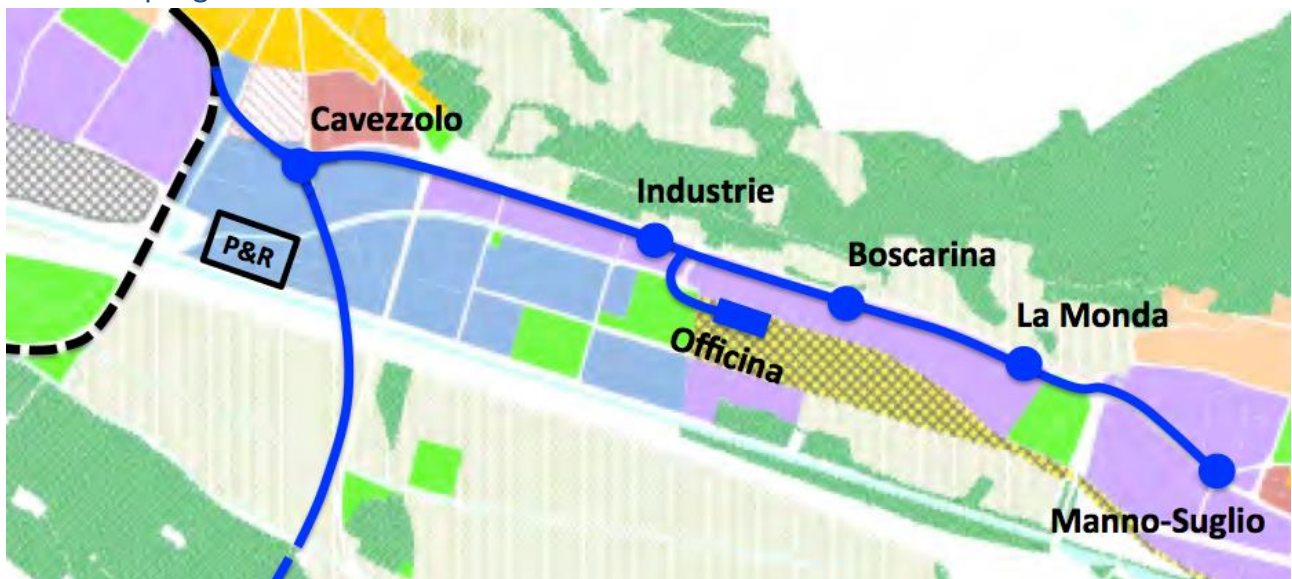 Cavezzolo
Industrie
P&R
Boscarina
La Monda
Officina
Manno-Suglio